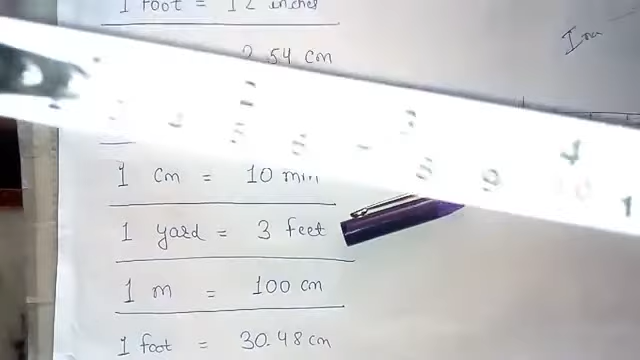 1 Foot = 12 inches
2.54 cm
1 cm = 10 mm
1 yard = 3 feet
1 m = 100 cm
1 foot = 30.48 cm